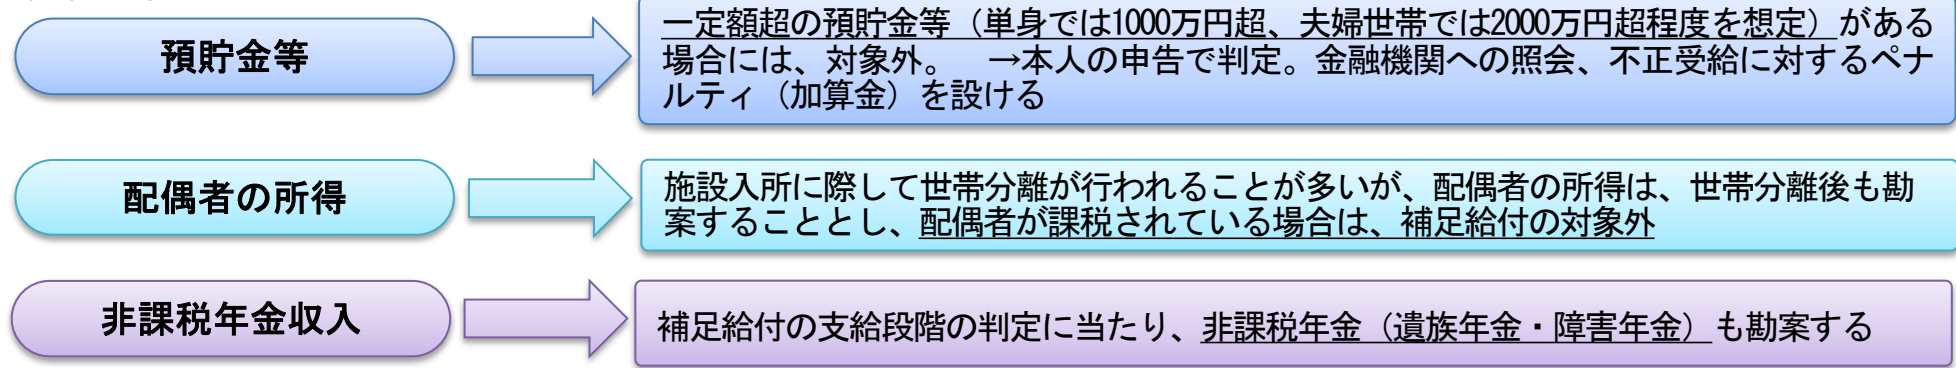 預貯金等
一定額超の預貯金等（単身では1000万円超、夫婦世帯では2000万円超程度を想定）がある
場合には、対象外。　→本人の申告で判定。金融機関への照会、不正受給に対するペナ
ルティ（加算金）を設ける
配偶者の所得
施設入所に際して世帯分離が行われることが多いが、配偶者の所得は、世帯分離後も勘
案することとし、配偶者が課税されている場合は、補足給付の対象外
非課税年金収入
補足給付の支給段階の判定に当たり、非課税年金（遺族年金・障害年金）も勘案する